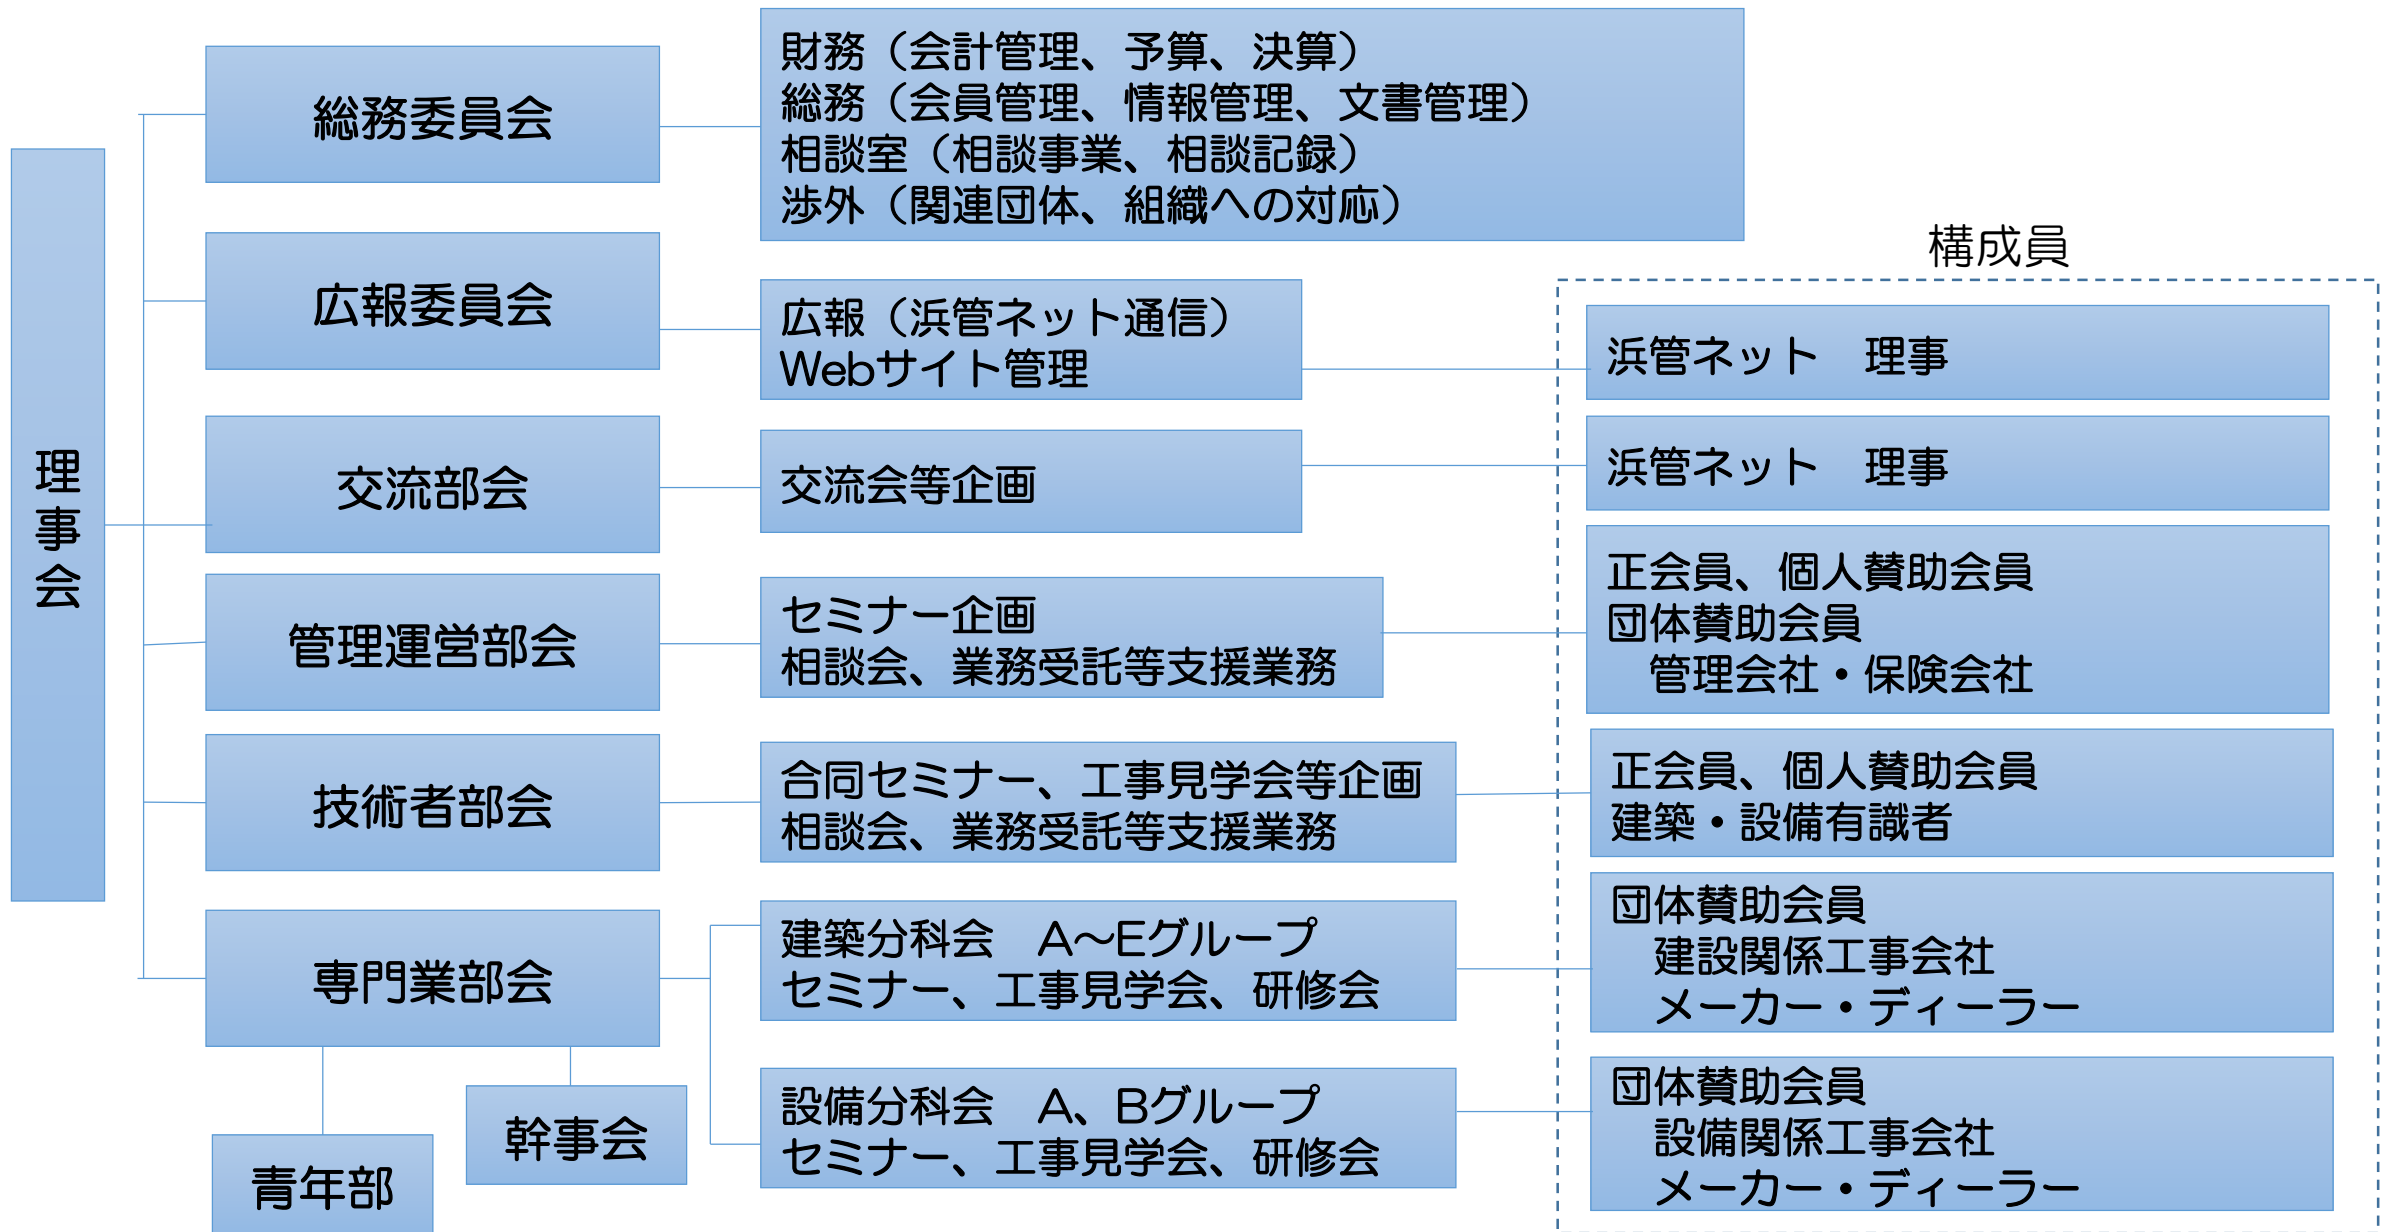 理事会
総務委員会
財務（会計管理、予算、決算）
総務（会員管理、情報管理、文書管理）
相談室（相談事業、相談記録）
渉外（関連団体、組織への対応）
構成員
広報委員会
広報（浜管ネット通信）
Webサイト管理
浜管ネット　理事
交流部会
交流会等企画
浜管ネット　理事
管理運営部会
セミナー企画
相談会、業務受託等支援業務
正会員、個人賛助会員
団体賛助会員
　管理会社・保険会社
技術者部会
合同セミナー、工事見学会等企画
相談会、業務受託等支援業務
正会員、個人賛助会員
建築・設備有識者
専門業部会
建築分科会　A～Eグループ
セミナー、工事見学会、研修会
団体賛助会員
　建設関係工事会社
　メーカー・ディーラー
設備分科会　A、Bグループ
セミナー、工事見学会、研修会
団体賛助会員
　設備関係工事会社
　メーカー・ディーラー
幹事会
青年部